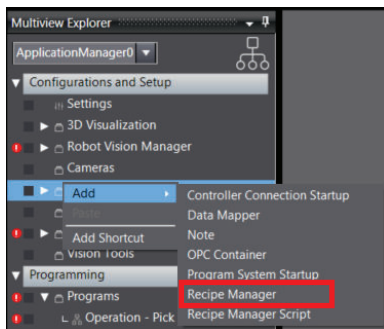 Multiview Explorer
ApplicationManager0
Configurations and Setup
Settings
3D Visualization
Robot Vision Manager
Cameras
Add
Controller Connection Startup
Data Mapper
Paste
Note
Add Shortcut
OPC Container
Vision Tools
Program System Startup
Programming
Recipe Manager
Programs
Recipe Manager Script
Operation - Pick